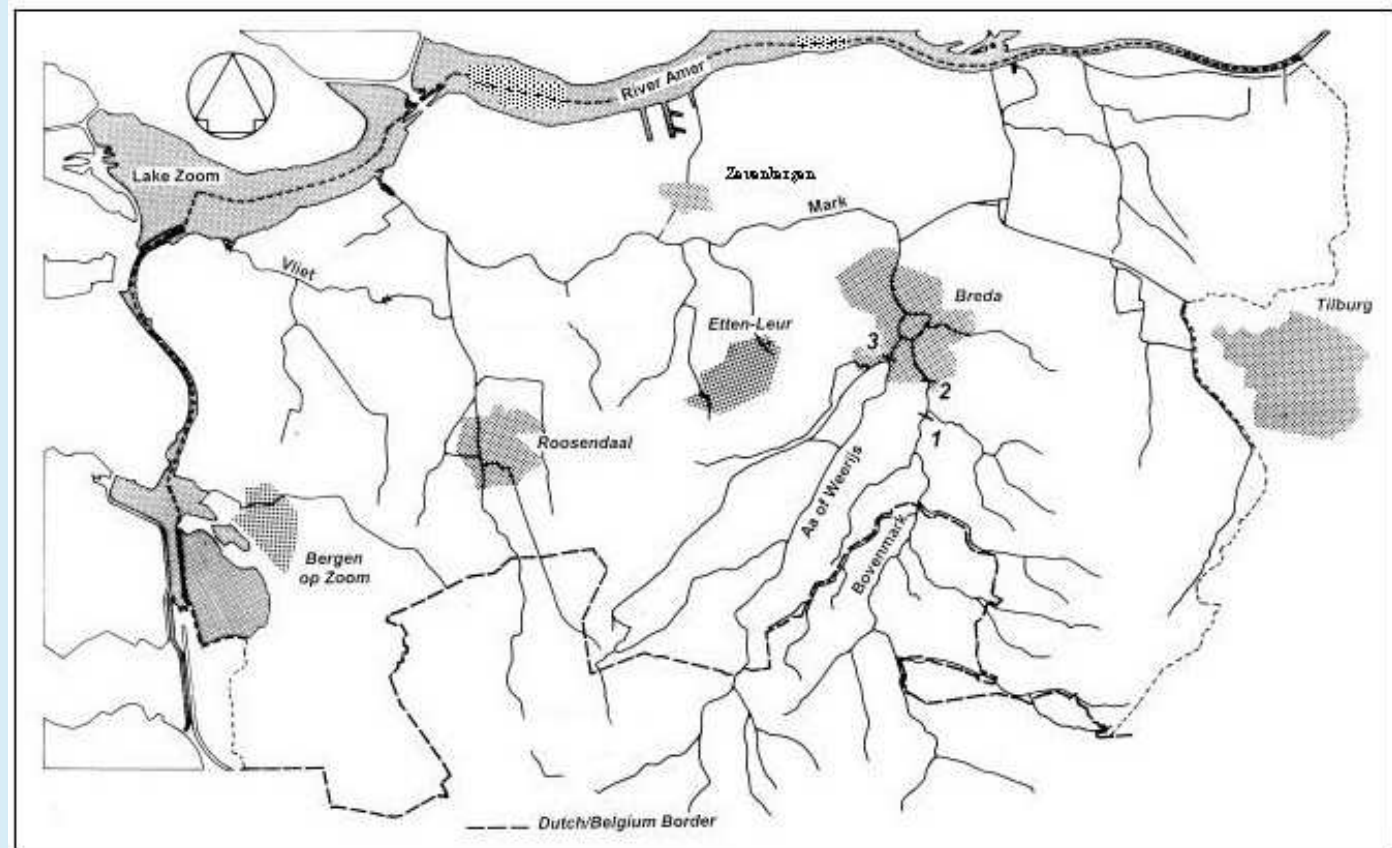 River Amer
Lake Zoom
Zevenbergen
Mark
Vliet
Breda
Tilburg
Etten-Leur
3
2
1
Roosendaal
Aa of Weerijs
Bovenmark
Bergen
op Zoom
Dutch/Belgium Border